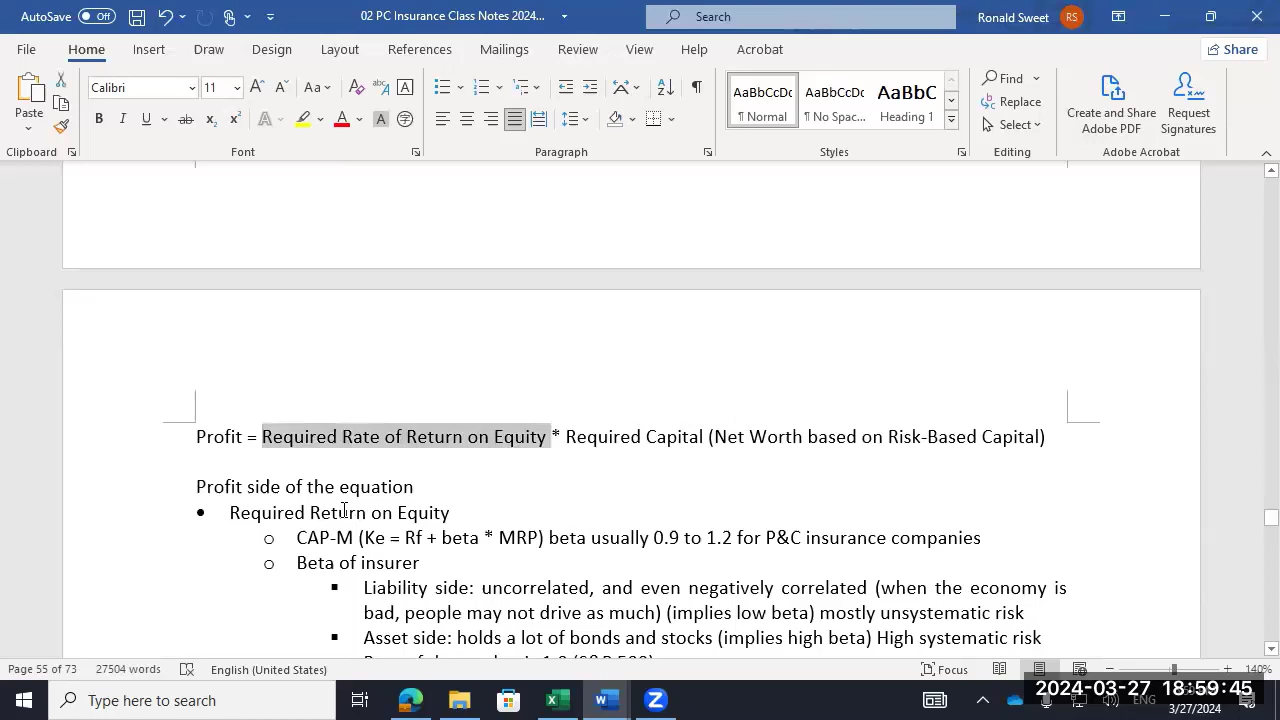 AutoSave Off 02 PC Insurance Class Notes 2024... Search Ronald Sweet RS
File Home Insert Draw Design Layout References Mailings Review View Help Acrobat Share
Paste Calibri 11 Aa AaBbCcDc AaBbCcDc AaBbC Find Replace Select Create and Share Adobe PDF Request Signatures
¶ Normal ¶ No Spac... Heading 1
Clipboard Font Paragraph Styles Editing Adobe Acrobat
Profit = Required Rate of Return on Equity * Required Capital (Net Worth based on Risk-Based Capital)
Profit side of the equation
• Required Return on Equity
o CAP-M (Ke = Rf + beta * MRP) beta usually 0.9 to 1.2 for P&C insurance companies
o Beta of insurer
▪ Liability side: uncorrelated, and even negatively correlated (when the economy is
bad, people may not drive as much) (implies low beta) mostly unsystematic risk
▪ Asset side: holds a lot of bonds and stocks (implies high beta) High systematic risk
Page 55 of 73 27504 words English (United States) Focus 140%
Type here to search 2024-03-27 18:59:45
ENG 3/27/2024